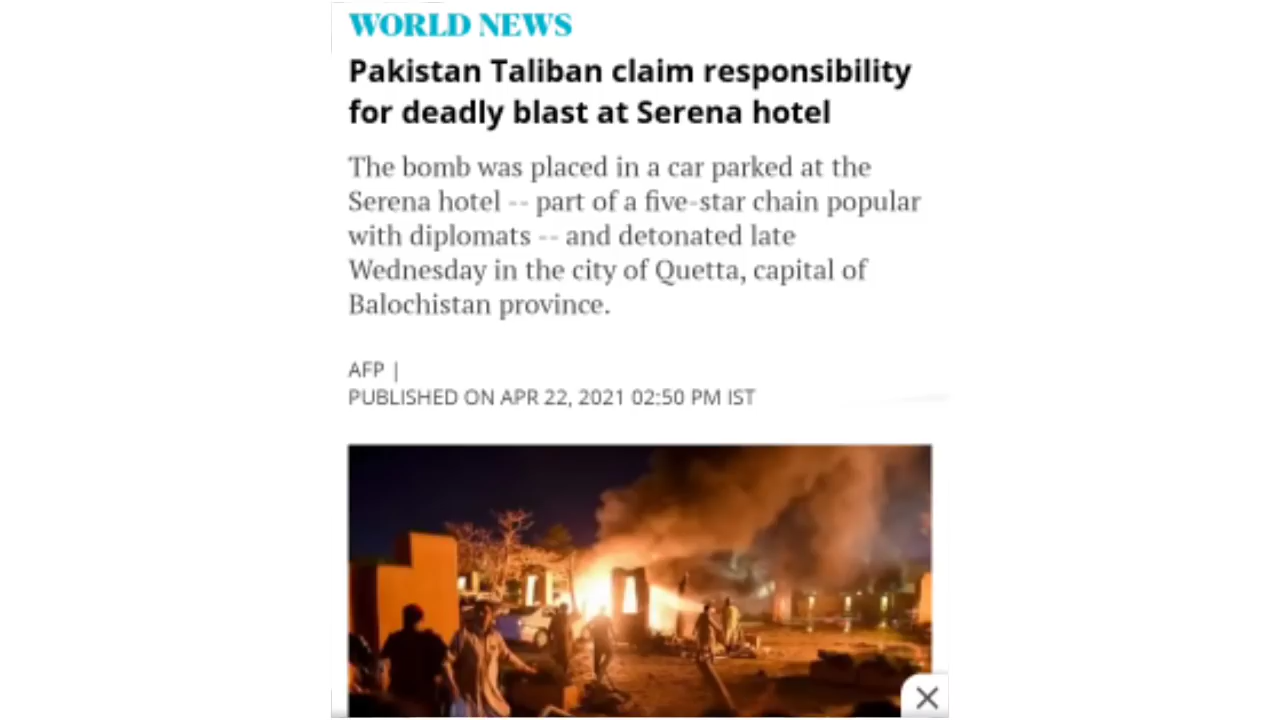 WORLD NEWS
Pakistan Taliban claim responsibility
for deadly blast at Serena hotel
The bomb was placed in a car parked at the
Serena hotel -- part of a five-star chain popular
with diplomats -- and detonated late
Wednesday in the city of Quetta, capital of
Balochistan province.
AFP |
PUBLISHED ON APR 22, 2021 02:50 PM IST